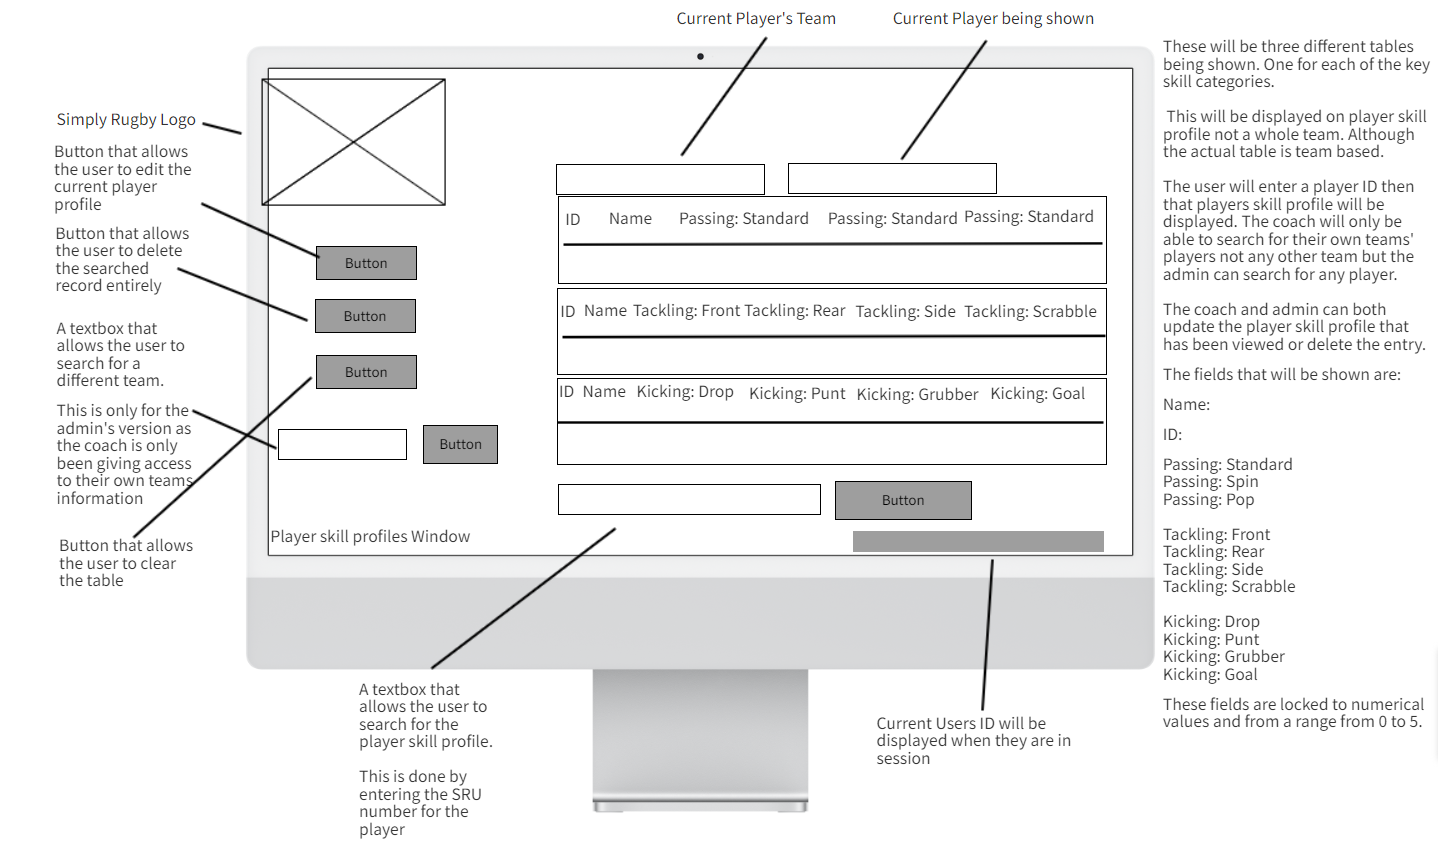 Current Player's Team
Current Player being shown
Simply Rugby Logo
Button that allows
the user to edit the
current player
profile
Button that allows
the user to delete
the searched
record entirely
A textbox that
allows the user to
search for a
different team.
This is only for the
admin's version as
the coach is only
been giving access
to their own teams
information
Button that allows
the user to clear
the table
Button
Button
Button
Button
Player skill profiles Window
ID Name Passing: Standard Passing: Standard Passing: Standard
ID Name Tackling: Front Tackling: Rear Tackling: Side Tackling: Scrabble
ID Name Kicking: Drop Kicking: Punt Kicking: Grubber Kicking: Goal
Button
A textbox that
allows the user to
search for the
player skill profile.
This is done by
entering the SRU
number for the
player
Current Users ID will be
displayed when they are in
session
These will be three different tables
being shown. One for each of the key
skill categories.
This will be displayed on player skill
profile not a whole team. Although
the actual table is team based.
The user will enter a player ID then
that players skill profile will be
displayed. The coach will only be
able to search for their own teams'
players not any other team but the
admin can search for any player.
The coach and admin can both
update the player skill profile that
has been viewed or delete the entry.
The fields that will be shown are:
Name:
ID:
Passing: Standard
Passing: Spin
Passing: Pop
Tackling: Front
Tackling: Rear
Tackling: Side
Tackling: Scrabble
Kicking: Drop
Kicking: Punt
Kicking: Grubber
Kicking: Goal
These fields are locked to numerical
values and from a range from 0 to 5.